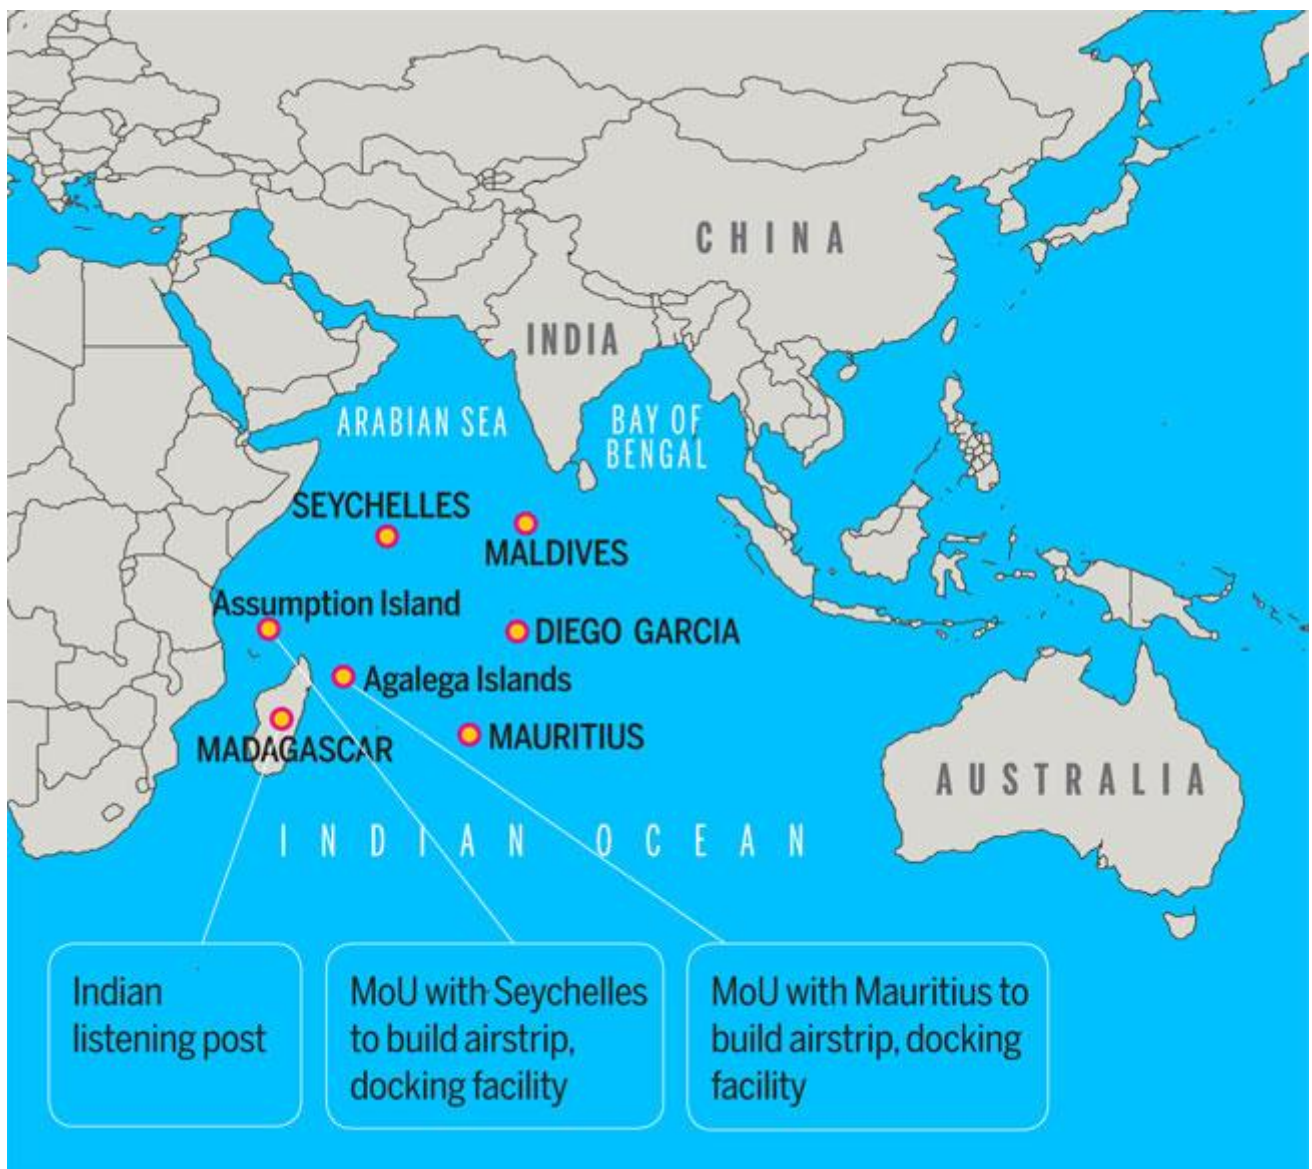 CHINA
INDIA
ARABIAN SEA
BAY OF
BENGAL
SEYCHELLES
MALDIVES
Assumption Island
DIEGO GARCIA
Agalega Islands
MAURITIUS
MADAGASCAR
AUSTRALIA
INDIAN OCEAN
Indian
listening post
MoU with Seychelles
to build airstrip,
docking facility
MoU with Mauritius to
build airstrip, docking
facility